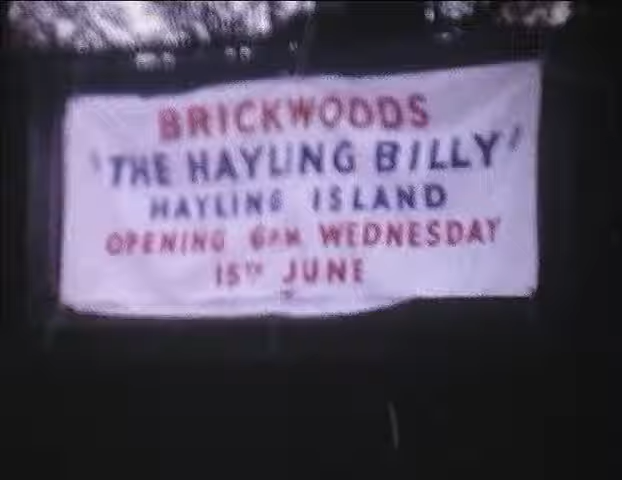 BRICKWOODS
'THE HAYLING BILLY'
HAYLING ISLAND
OPENING 6PM WEDNESDAY
15TH JUNE